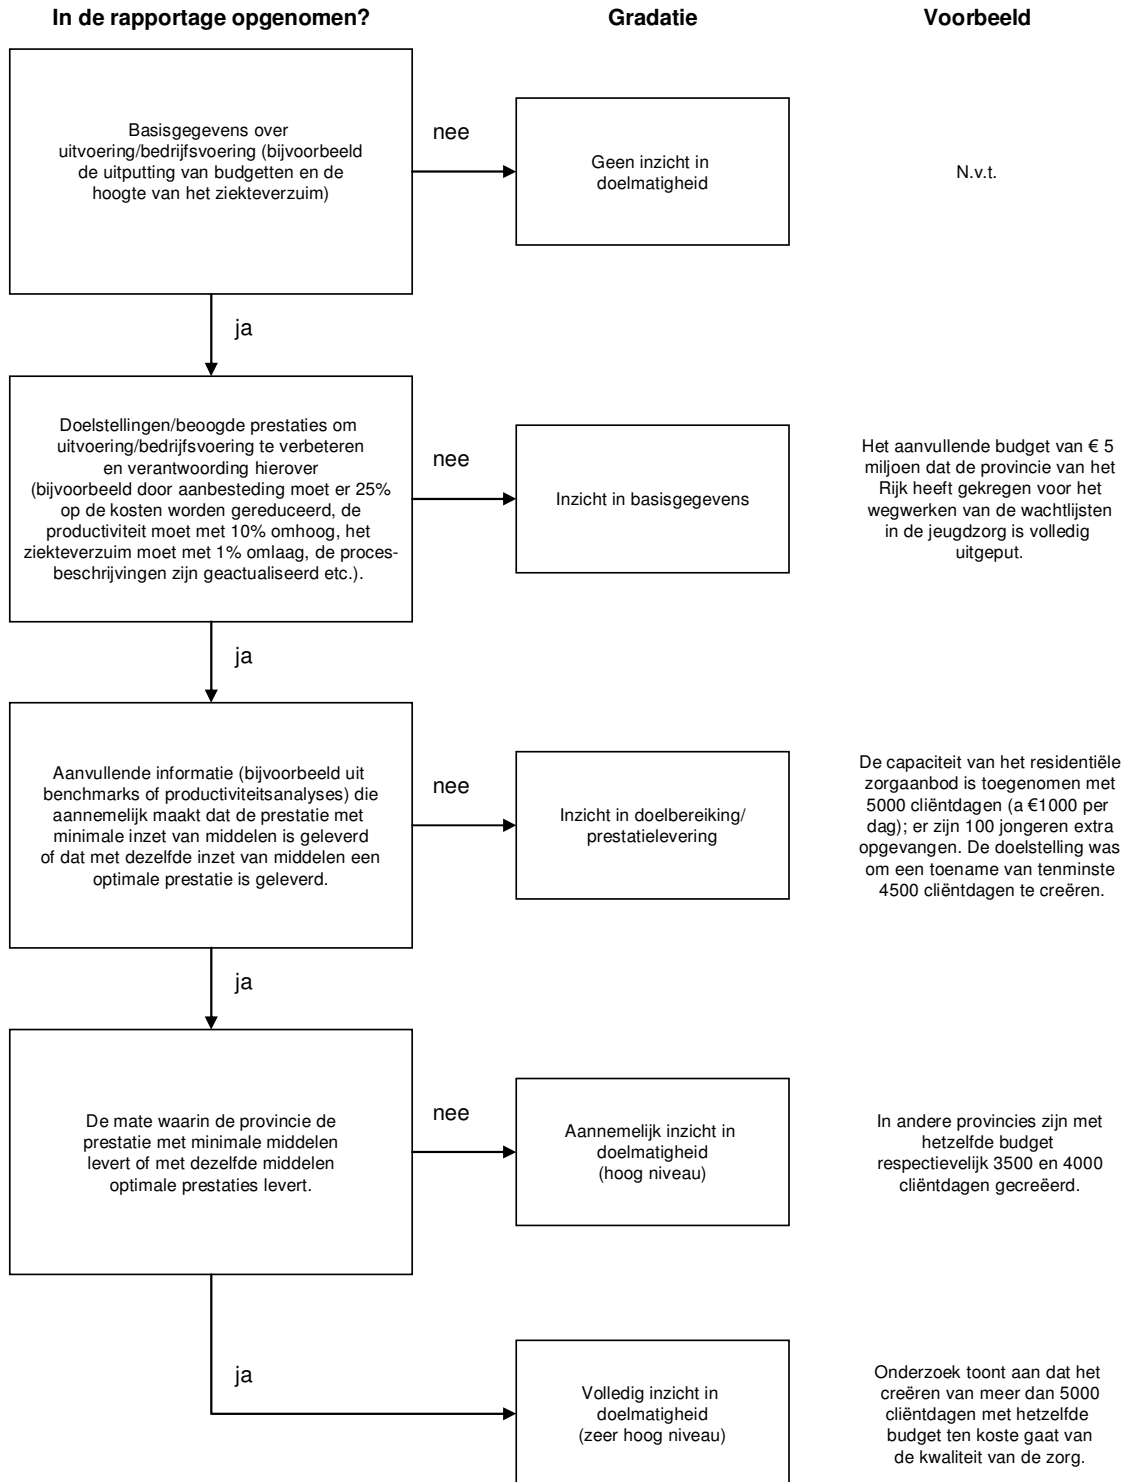 In de rapportage opgenomen?
Gradatie
Voorbeeld
Basisgegevens over
uitvoering/bedrijfsvoering (bijvoorbeeld
de uitputting van budgetten en de
hoogte van het ziekteverzuim)
nee
Geen inzicht in
doelmatigheid
N.v.t.
ja
Doelstellingen/beoogde prestaties om
uitvoering/bedrijfsvoering te verbeteren
en verantwoording hierover
(bijvoorbeeld door aanbesteding moet er 25%
op de kosten worden gereduceerd, de
productiviteit moet met 10% omhoog, het
ziekteverzuim moet met 1% omlaag, de proces-
beschrijvingen zijn geactualiseerd etc.).
nee
Inzicht in basisgegevens
Het aanvullende budget van € 5
miljoen dat de provincie van het
Rijk heeft gekregen voor het
wegwerken van de wachtlijsten
in de jeugdzorg is volledig
uitgeput.
ja
Aanvullende informatie (bijvoorbeeld uit
benchmarks of productiviteitsanalyses) die
aannemelijk maakt dat de prestatie met
minimale inzet van middelen is geleverd
of dat met dezelfde inzet van middelen een
optimale prestatie is geleverd.
nee
Inzicht in doelbereiking/
prestatielevering
De capaciteit van het residentiële
zorgaanbod is toegenomen met
5000 cliëntdagen (a €1000 per
dag); er zijn 100 jongeren extra
opgevangen. De doelstelling was
om een toename van tenminste
4500 cliëntdagen te creëren.
ja
De mate waarin de provincie de
prestatie met minimale middelen
levert of met dezelfde middelen
optimale prestaties levert.
nee
Aannemelijk inzicht in
doelmatigheid
(hoog niveau)
In andere provincies zijn met
hetzelfde budget
respectievelijk 3500 en 4000
cliëntdagen gecreëerd.
ja
Volledig inzicht in
doelmatigheid
(zeer hoog niveau)
Onderzoek toont aan dat het
creëren van meer dan 5000
cliëntdagen met hetzelfde
budget ten koste gaat van
de kwaliteit van de zorg.